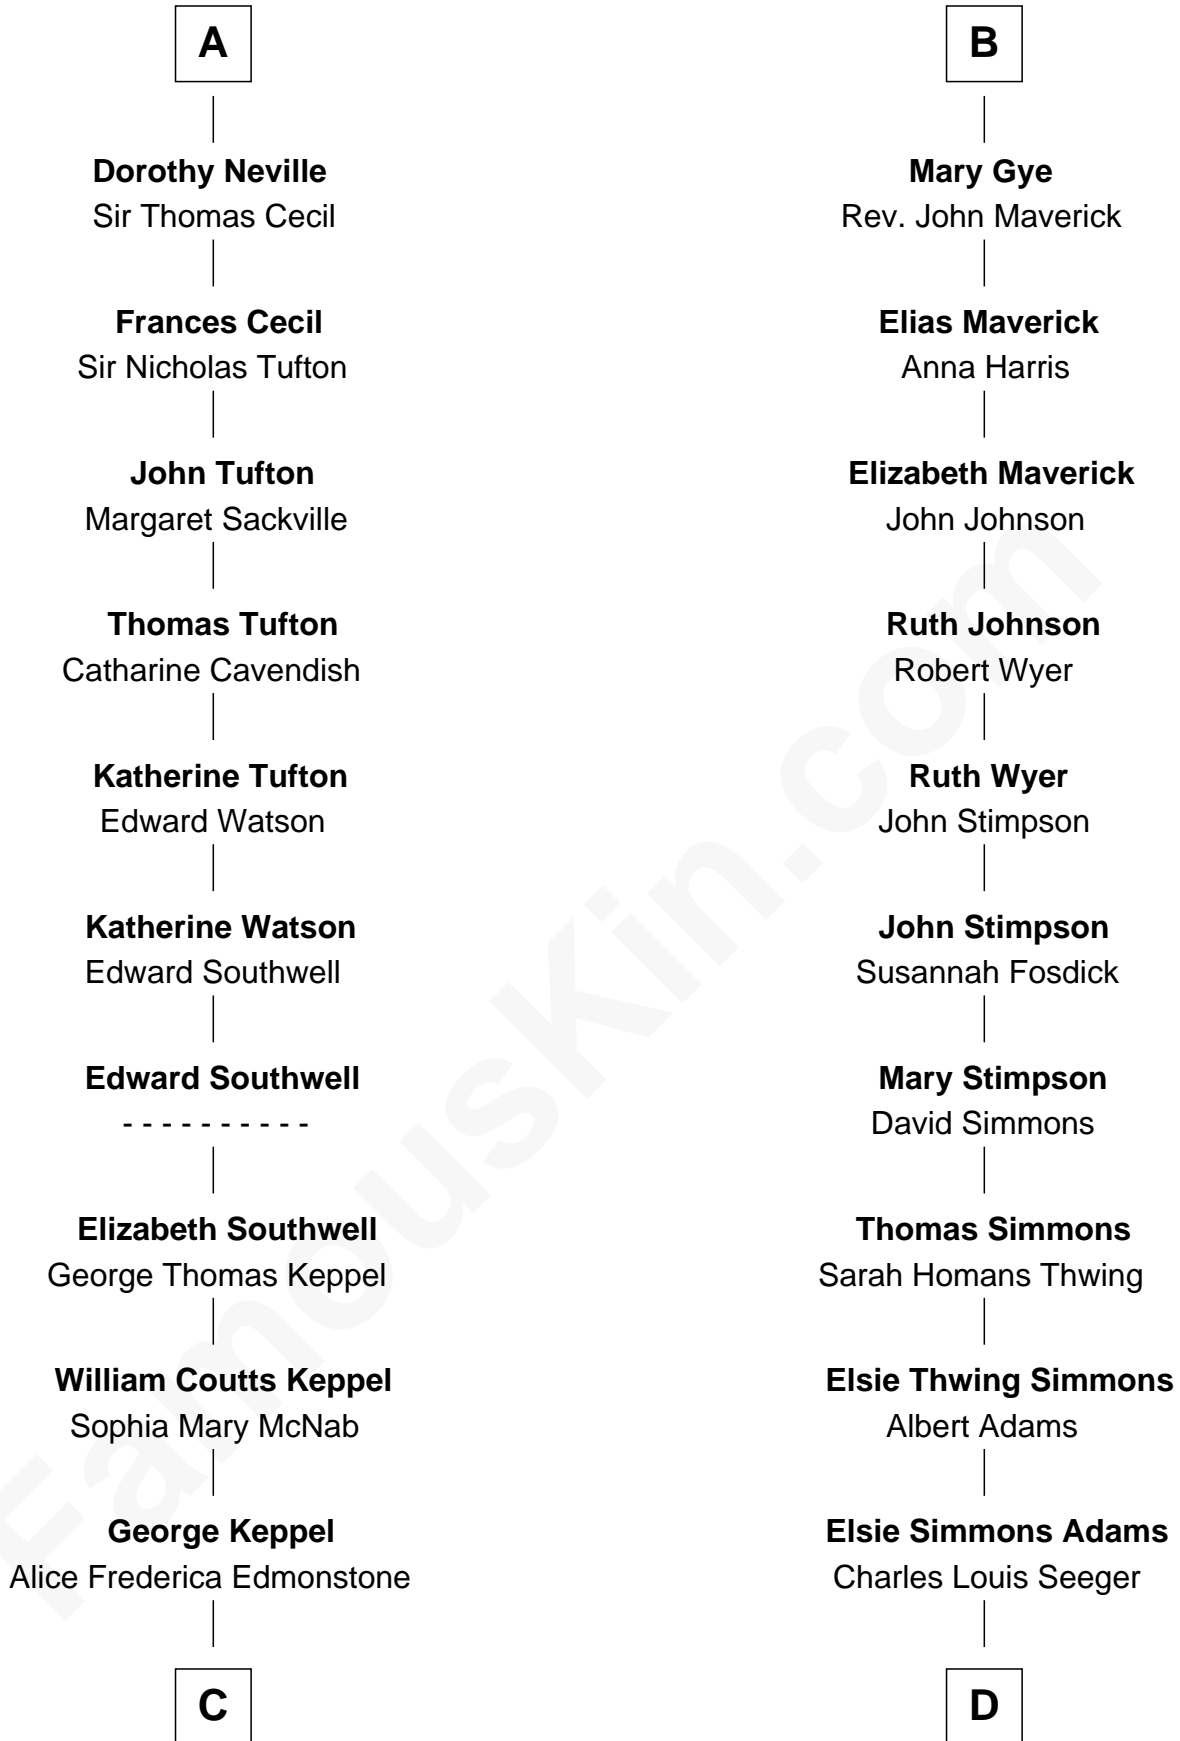 A
Dorothy Neville
Sir Thomas Cecil
Frances Cecil
Sir Nicholas Tufton
John Tufton
Margaret Sackville
Thomas Tufton
Catharine Cavendish
Katherine Tufton
Edward Watson
Katherine Watson
Edward Southwell
Edward Southwell
- - - - - - - - - -
Elizabeth Southwell
George Thomas Keppel
William Coutts Keppel
Sophia Mary McNab
George Keppel
Alice Frederica Edmonstone
C
B
Mary Gye
Rev. John Maverick
Elias Maverick
Anna Harris
Elizabeth Maverick
John Johnson
Ruth Johnson
Robert Wyer
Ruth Wyer
John Stimpson
John Stimpson
Susannah Fosdick
Mary Stimpson
David Simmons
Thomas Simmons
Sarah Homans Thwing
Elsie Thwing Simmons
Albert Adams
Elsie Simmons Adams
Charles Louis Seeger
D
FamousKin.com